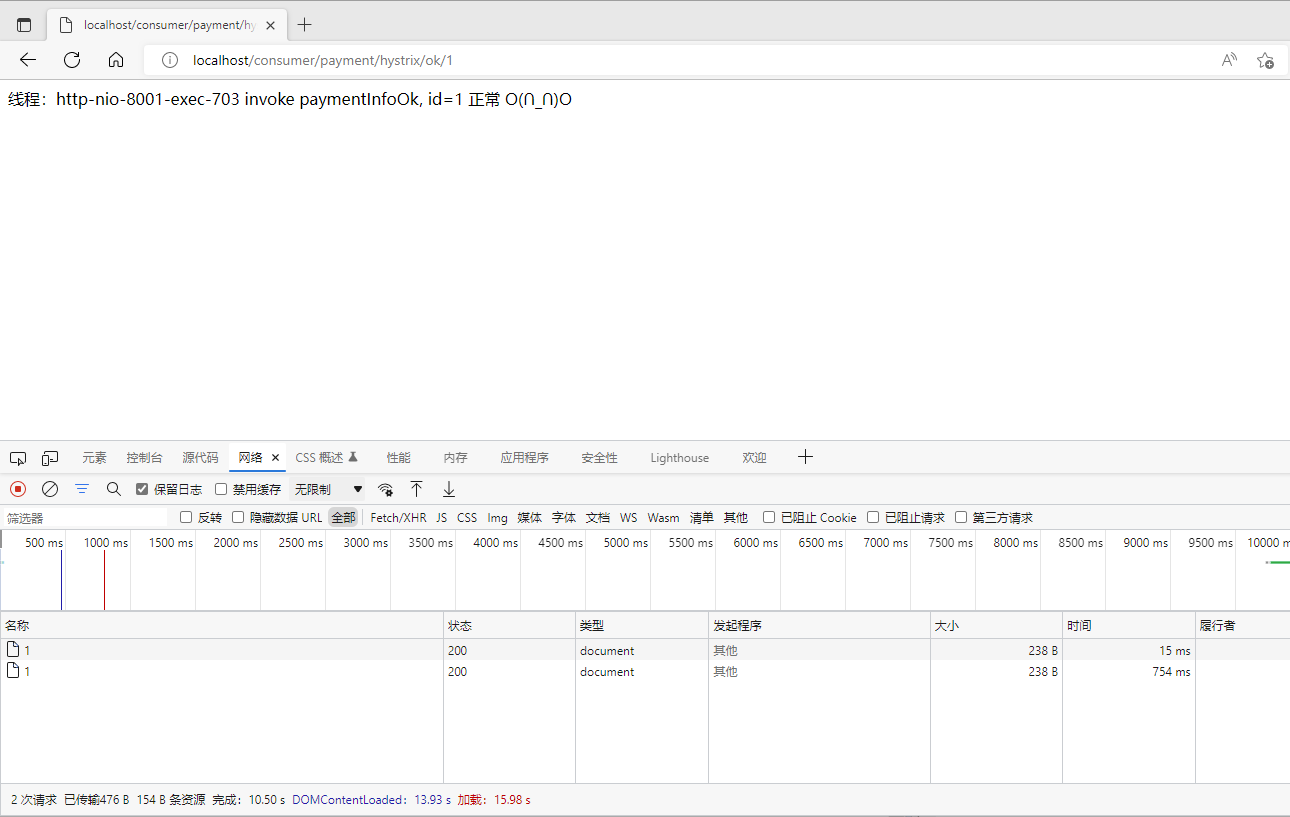 localhost/consumer/payment/hy
localhost/consumer/payment/hystrix/ok/1
线程：http-nio-8001-exec-703 invoke paymentInfoOk, id=1 正常 O(∩_∩)O
元素 控制台 源代码 网络 CSS 概述 性能 内存 应用程序 安全性 Lighthouse 欢迎
保留日志 禁用缓存 无限制
筛选器 反转 隐藏数据 URL 全部 Fetch/XHR JS CSS Img 媒体 字体 文档 WS Wasm 清单 其他 已阻止 Cookie 已阻止请求 第三方请求
500 ms 1000 ms 1500 ms 2000 ms 2500 ms 3000 ms 3500 ms 4000 ms 4500 ms 5000 ms 5500 ms 6000 ms 6500 ms 7000 ms 7500 ms 8000 ms 8500 ms 9000 ms 9500 ms 10000 m
名称 状态 类型 发起程序 大小 时间 履行者
1 200 document 其他 238 B 15 ms
1 200 document 其他 238 B 754 ms
2 次请求 已传输476 B 154 B 条资源 完成：10.50 s DOMContentLoaded：13.93 s 加载：15.98 s